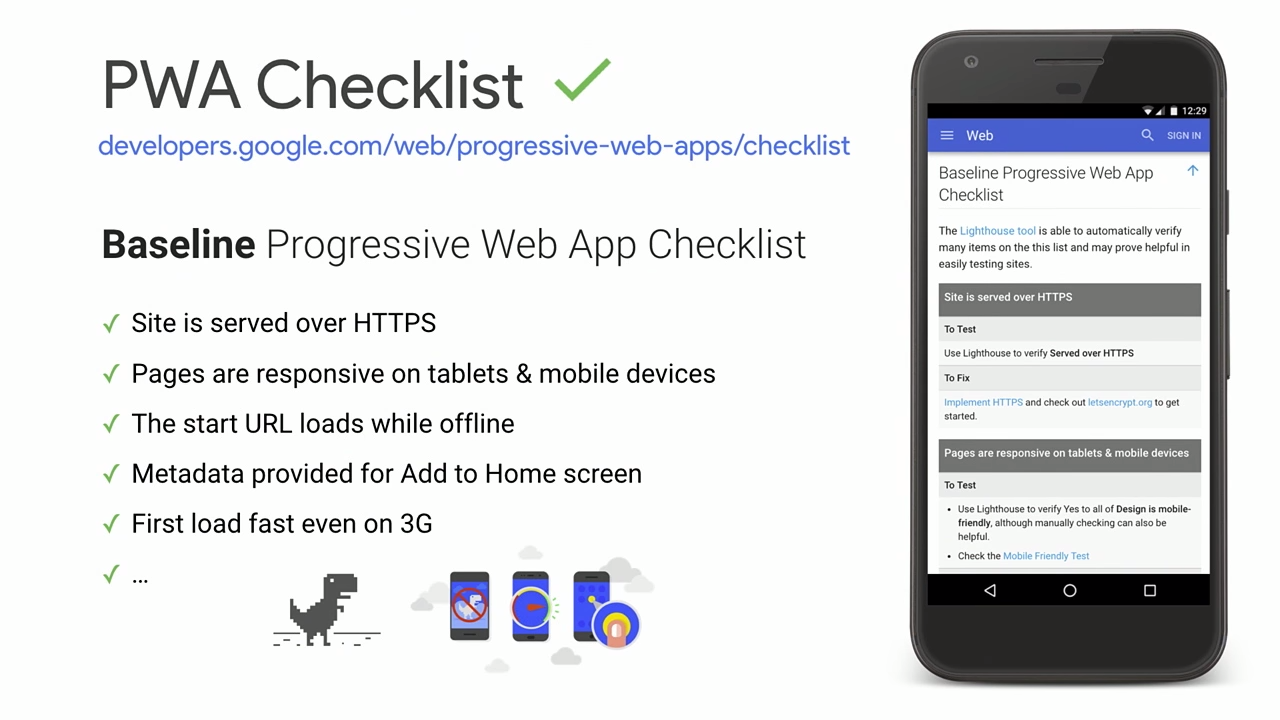 PWA Checklist
developers.google.com/web/progressive-web-apps/checklist
Baseline Progressive Web App Checklist
Site is served over HTTPS
Pages are responsive on tablets & mobile devices
The start URL loads while offline
Metadata provided for Add to Home screen
First load fast even on 3G
...
12:29
Web
SIGN IN
Baseline Progressive Web App
Checklist
The Lighthouse tool is able to automatically verify
many items on the this list and may prove helpful in
easily testing sites.
Site is served over HTTPS
To Test
Use Lighthouse to verify Served over HTTPS
To Fix
Implement HTTPS and check out letsencrypt.org to get
started.
Pages are responsive on tablets & mobile devices
To Test
• Use Lighthouse to verify Yes to all of Design is mobile-
friendly, although manually checking can also be
helpful.
• Check the Mobile Friendly Test